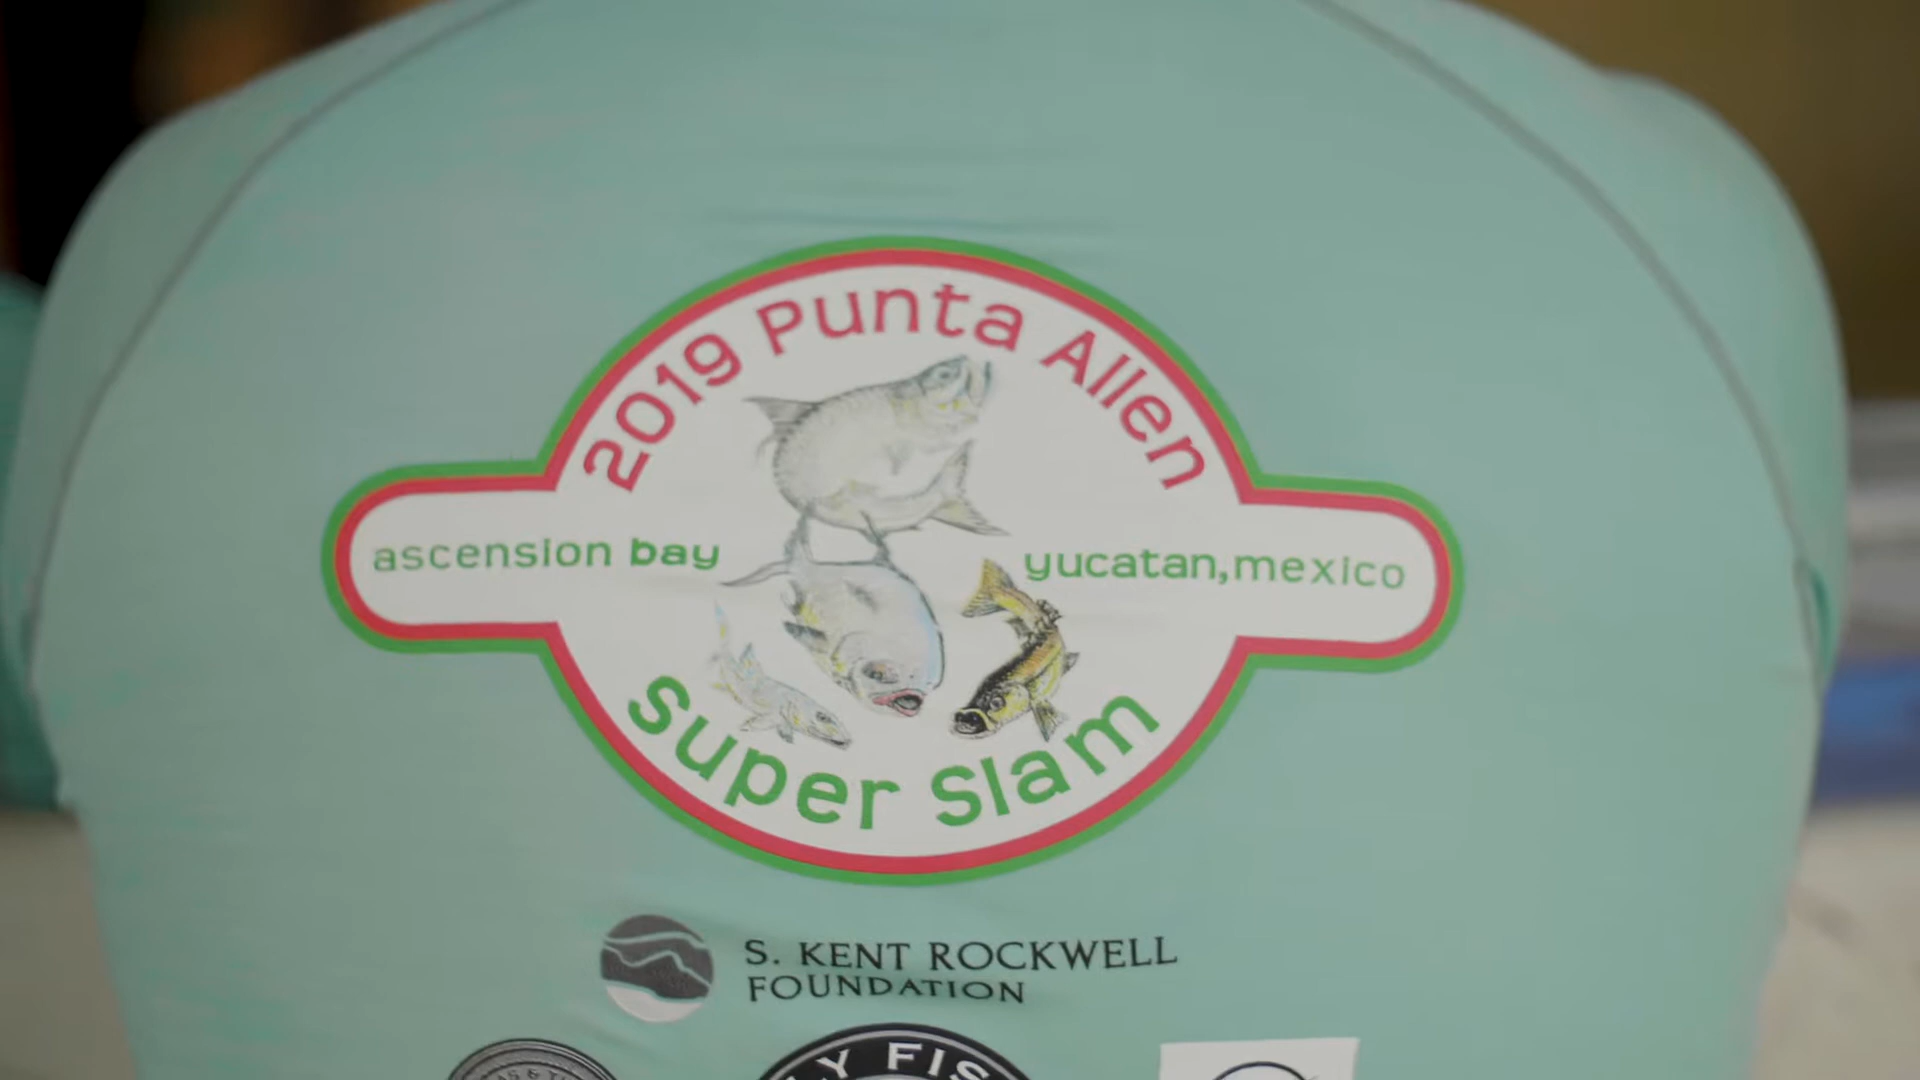 2019 Punta Allen
ascension bay
yucatan,mexico
Super Slam
S. KENT ROCKWELL
FOUNDATION